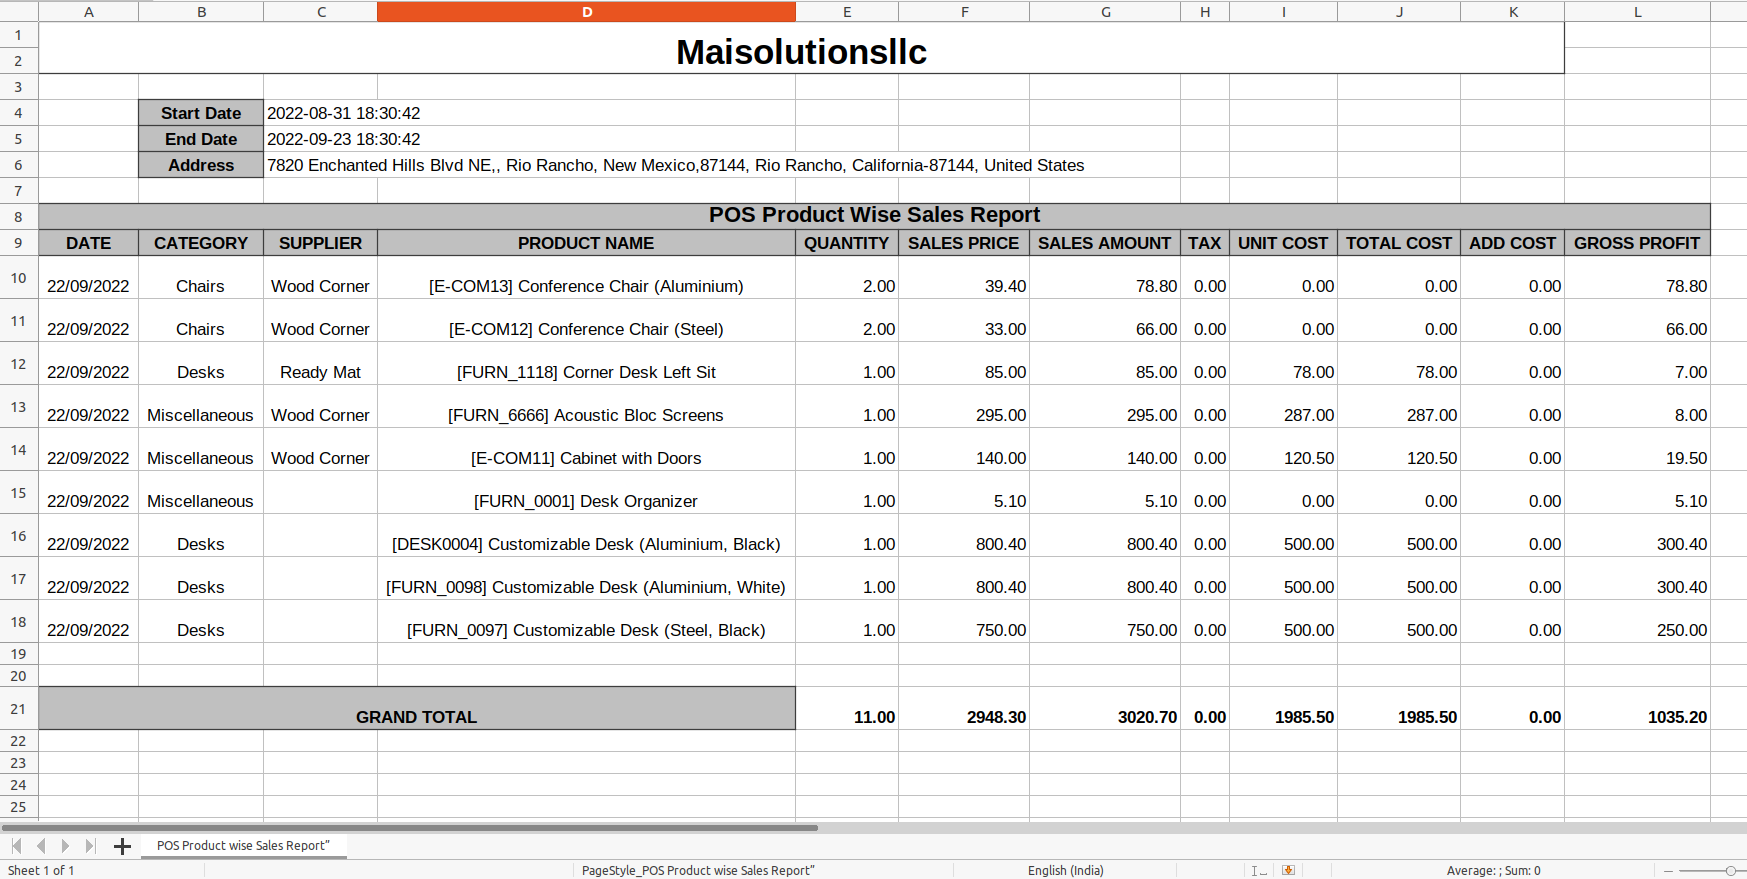 A B C D E F G H I J K L
1
Maisolutionsllc
2
3
4 Start Date 2022-08-31 18:30:42
5 End Date 2022-09-23 18:30:42
6 Address 7820 Enchanted Hills Blvd NE,, Rio Rancho, New Mexico,87144, Rio Rancho, California-87144, United States
7
8 POS Product Wise Sales Report
9 DATE CATEGORY SUPPLIER PRODUCT NAME QUANTITY SALES PRICE SALES AMOUNT TAX UNIT COST TOTAL COST ADD COST GROSS PROFIT
10 22/09/2022 Chairs Wood Corner [E-COM13] Conference Chair (Aluminium) 2.00 39.40 78.80 0.00 0.00 0.00 0.00 78.80
11 22/09/2022 Chairs Wood Corner [E-COM12] Conference Chair (Steel) 2.00 33.00 66.00 0.00 0.00 0.00 0.00 66.00
12 22/09/2022 Desks Ready Mat [FURN_1118] Corner Desk Left Sit 1.00 85.00 85.00 0.00 78.00 78.00 0.00 7.00
13 22/09/2022 Miscellaneous Wood Corner [FURN_6666] Acoustic Bloc Screens 1.00 295.00 295.00 0.00 287.00 287.00 0.00 8.00
14 22/09/2022 Miscellaneous Wood Corner [E-COM11] Cabinet with Doors 1.00 140.00 140.00 0.00 120.50 120.50 0.00 19.50
15 22/09/2022 Miscellaneous [FURN_0001] Desk Organizer 1.00 5.10 5.10 0.00 0.00 0.00 0.00 5.10
16 22/09/2022 Desks [DESK0004] Customizable Desk (Aluminium, Black) 1.00 800.40 800.40 0.00 500.00 500.00 0.00 300.40
17 22/09/2022 Desks [FURN_0098] Customizable Desk (Aluminium, White) 1.00 800.40 800.40 0.00 500.00 500.00 0.00 300.40
18 22/09/2022 Desks [FURN_0097] Customizable Desk (Steel, Black) 1.00 750.00 750.00 0.00 500.00 500.00 0.00 250.00
19
20
21 GRAND TOTAL 11.00 2948.30 3020.70 0.00 1985.50 1985.50 0.00 1035.20
22
23
24
25
POS Product wise Sales Report”
Sheet 1 of 1 PageStyle_POS Product wise Sales Report” English (India) Average: ; Sum: 0